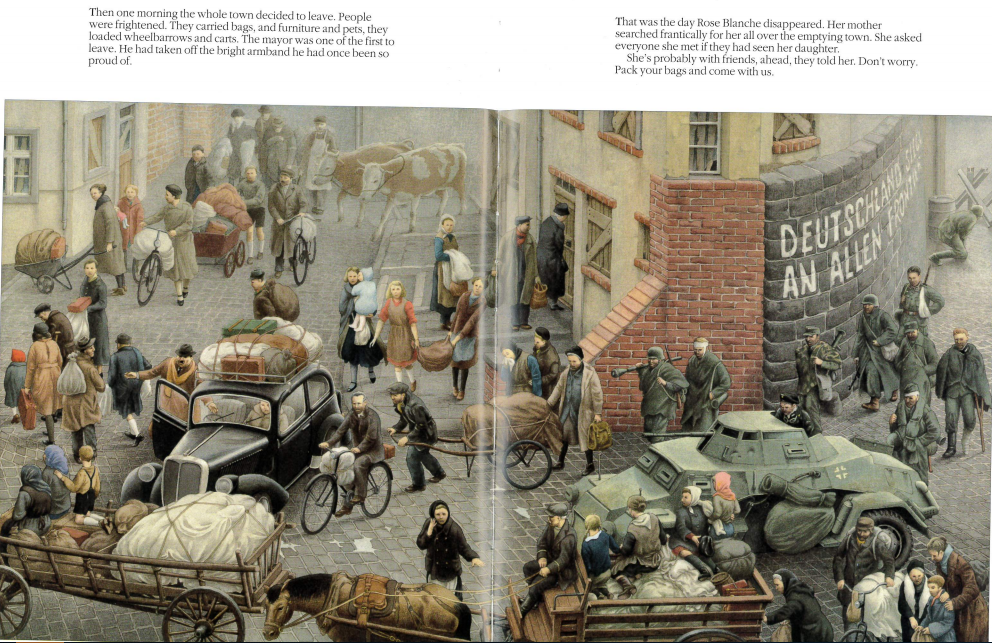 Then one morning the whole town decided to leave. People
were frightened. They carried bags, and furniture and pets, they
loaded wheelbarrows and carts. The mayor was one of the first to
leave. He had taken off the bright armband he had once been so
proud of.
That was the day Rose Blanche disappeared. Her mother
searched frantically for her all over the emptying town. She asked
everyone she met if they had seen her daughter.
She's probably with friends, ahead, they told her. Don't worry.
Pack your bags and come with us.
DEUTSCHLAND
AN ALLEN